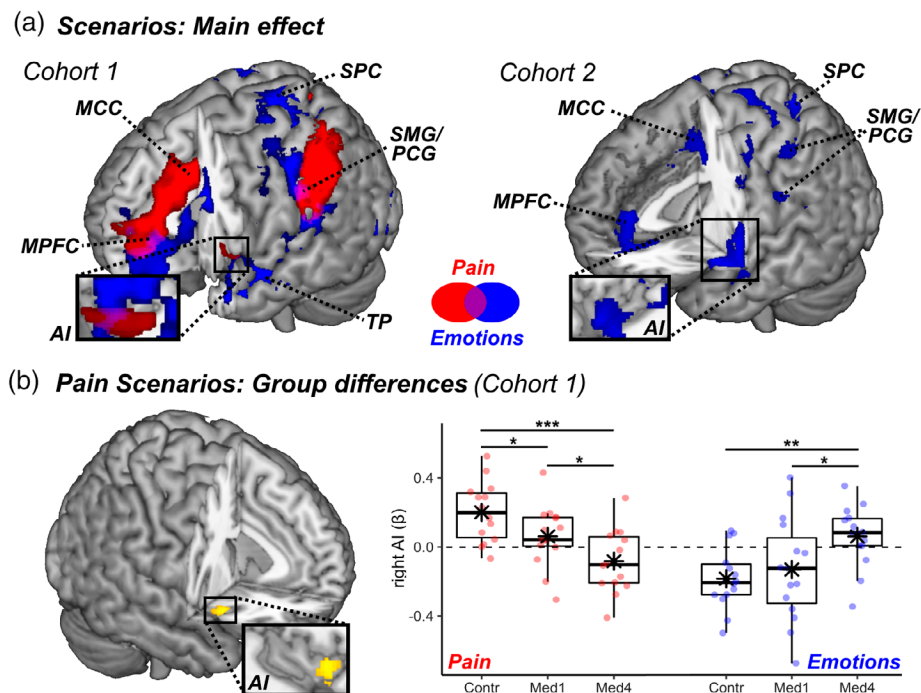 (a) Scenarios: Main effect
Cohort 1
SPC
MCC
SMG/
PCG
MPFC
AI
TP
Pain
Emotions
Cohort 2
SPC
MCC
SMG/
PCG
MPFC
AI
(b) Pain Scenarios: Group differences (Cohort 1)
AI
right AI (β)
0.4
0.0
-0.4
***
*
*
**
*
Pain
Emotions
Contr Med1 Med4 Contr Med1 Med4